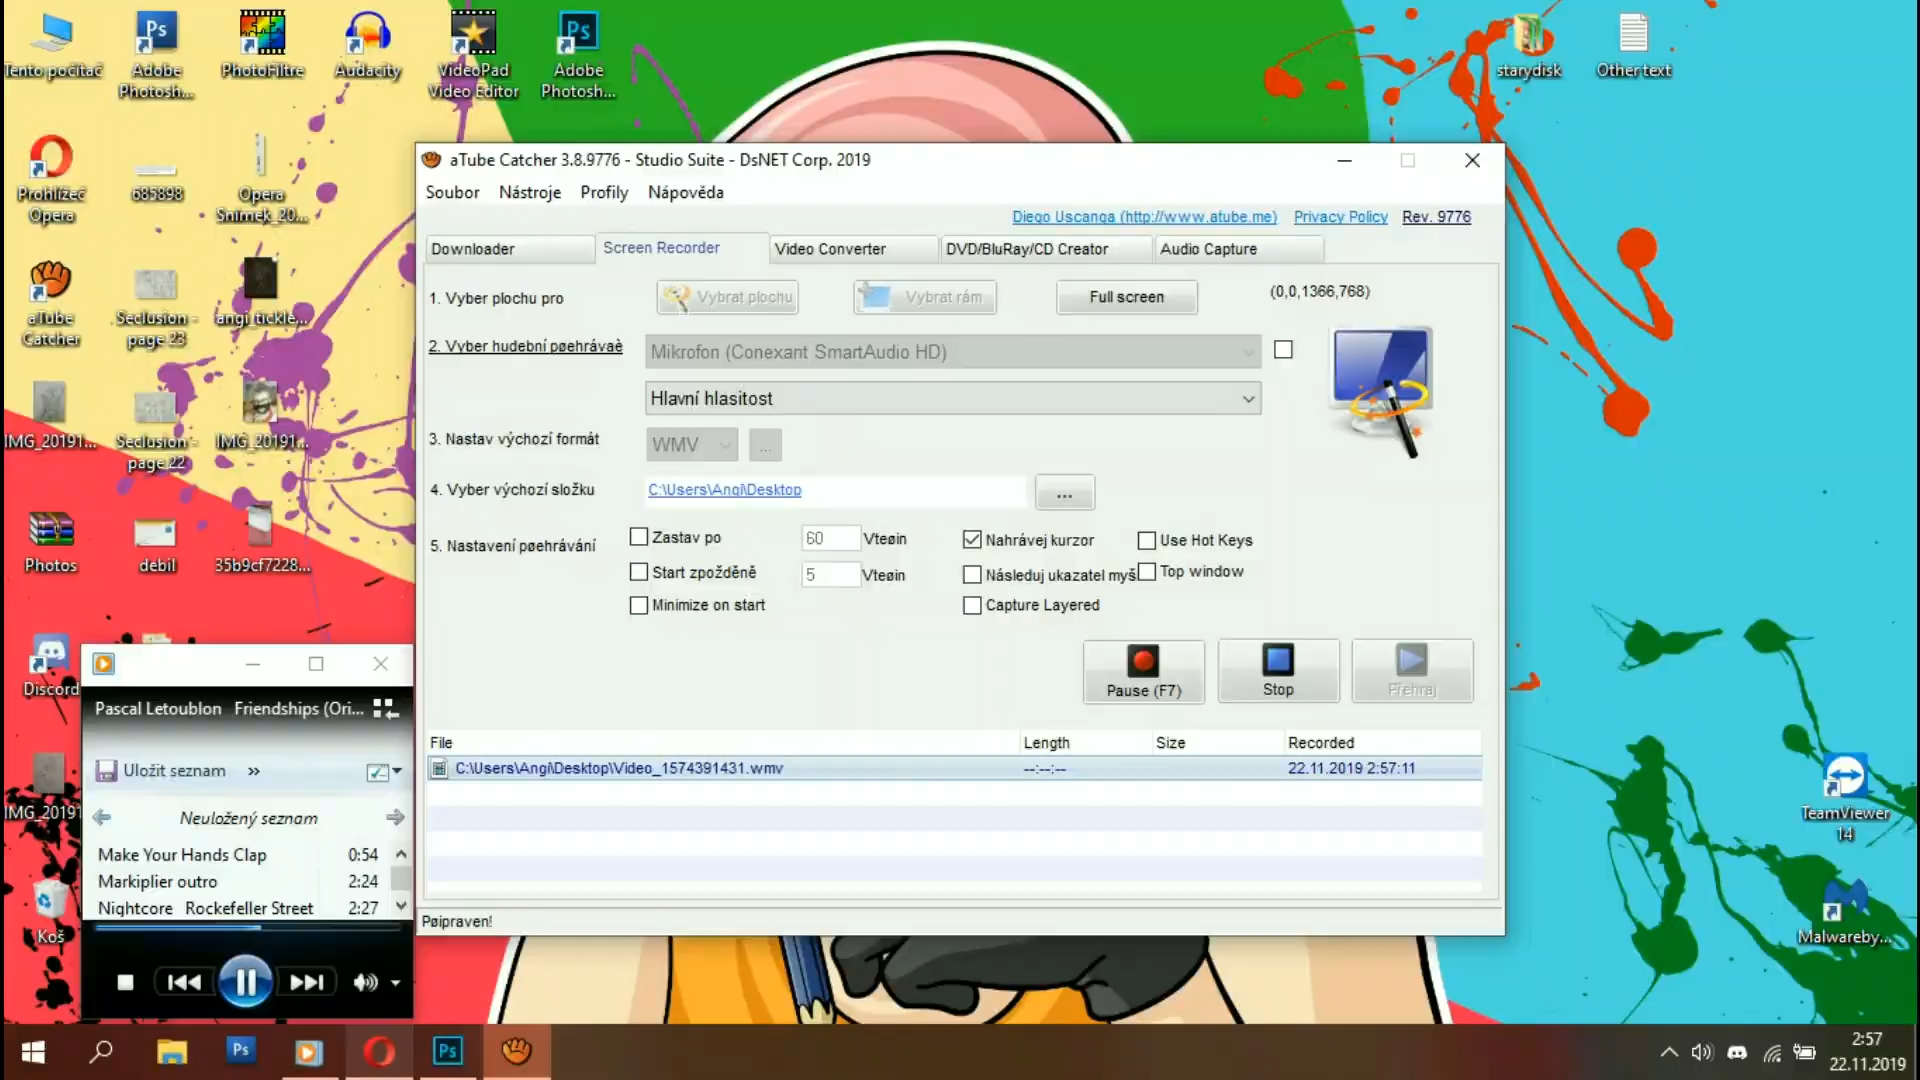 Tento počítač
Adobe Photosh...
PhotoFiltre
Audacity
VideoPad Video Editor
Adobe Photosh...
starydisk
Other text
Prohlížeč Opera
685898
Opera Snímek_20...
aTube Catcher
Seclusion - page 23
angi_tickle...
IMG_20191...
Seclusion - page 22
IMG_20191...
Photos
debil
35b9cf7228...
Discord
IMG_20191
Koš
TeamViewer 14
Malwareby...
aTube Catcher 3.8.9776 - Studio Suite - DsNET Corp. 2019
Soubor Nástroje Profily Nápověda
Diego Uscanga (http://www.atube.me) Privacy Policy Rev. 9776
Downloader Screen Recorder Video Converter DVD/BluRay/CD Creator Audio Capture
1. Vyber plochu pro Vybrat plochu Vybrat rám Full screen (0,0,1366,768)
2. Vyber hudební pøehrávaè Mikrofon (Conexant SmartAudio HD)
Hlavní hlasitost
3. Nastav výchozí formát WMV ...
4. Vyber výchozí složku C:\Users\Angi\Desktop ...
5. Nastavení pøehrávání
Zastav po 60 Vteøin Nahrávej kurzor Use Hot Keys
Start zpožděně 5 Vteøin Následuj ukazatel myš Top window
Minimize on start Capture Layered
Pause (F7) Stop Přehraj
File Length Size Recorded
C:\Users\Angi\Desktop\Video_1574391431.wmv --:--:-- 22.11.2019 2:57:11
Pøipraven!
Pascal Letoublon Friendships (Ori...
Uložit seznam »
Neuložený seznam
Make Your Hands Clap 0:54
Markiplier outro 2:24
Nightcore Rockefeller Street 2:27
Ps
Ps
2:57
22.11.2019